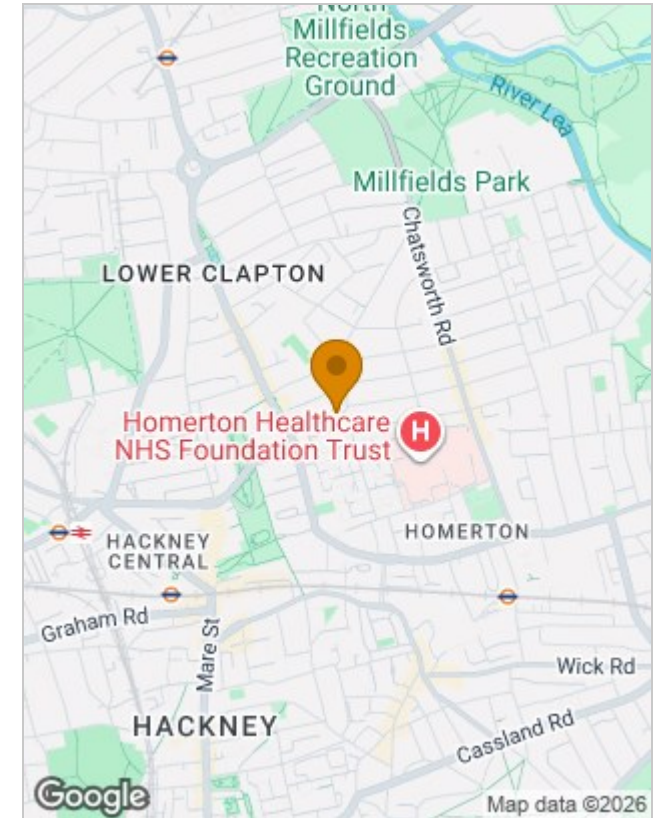 North
Millfields
Recreation
Ground
River Lea
Millfields Park
Chatsworth Rd
LOWER CLAPTON
Homerton Healthcare
NHS Foundation Trust
H
HACKNEY
CENTRAL
HOMERTON
Graham Rd
Mare St
Wick Rd
Cassland Rd
HACKNEY
Google
Map data ©2026